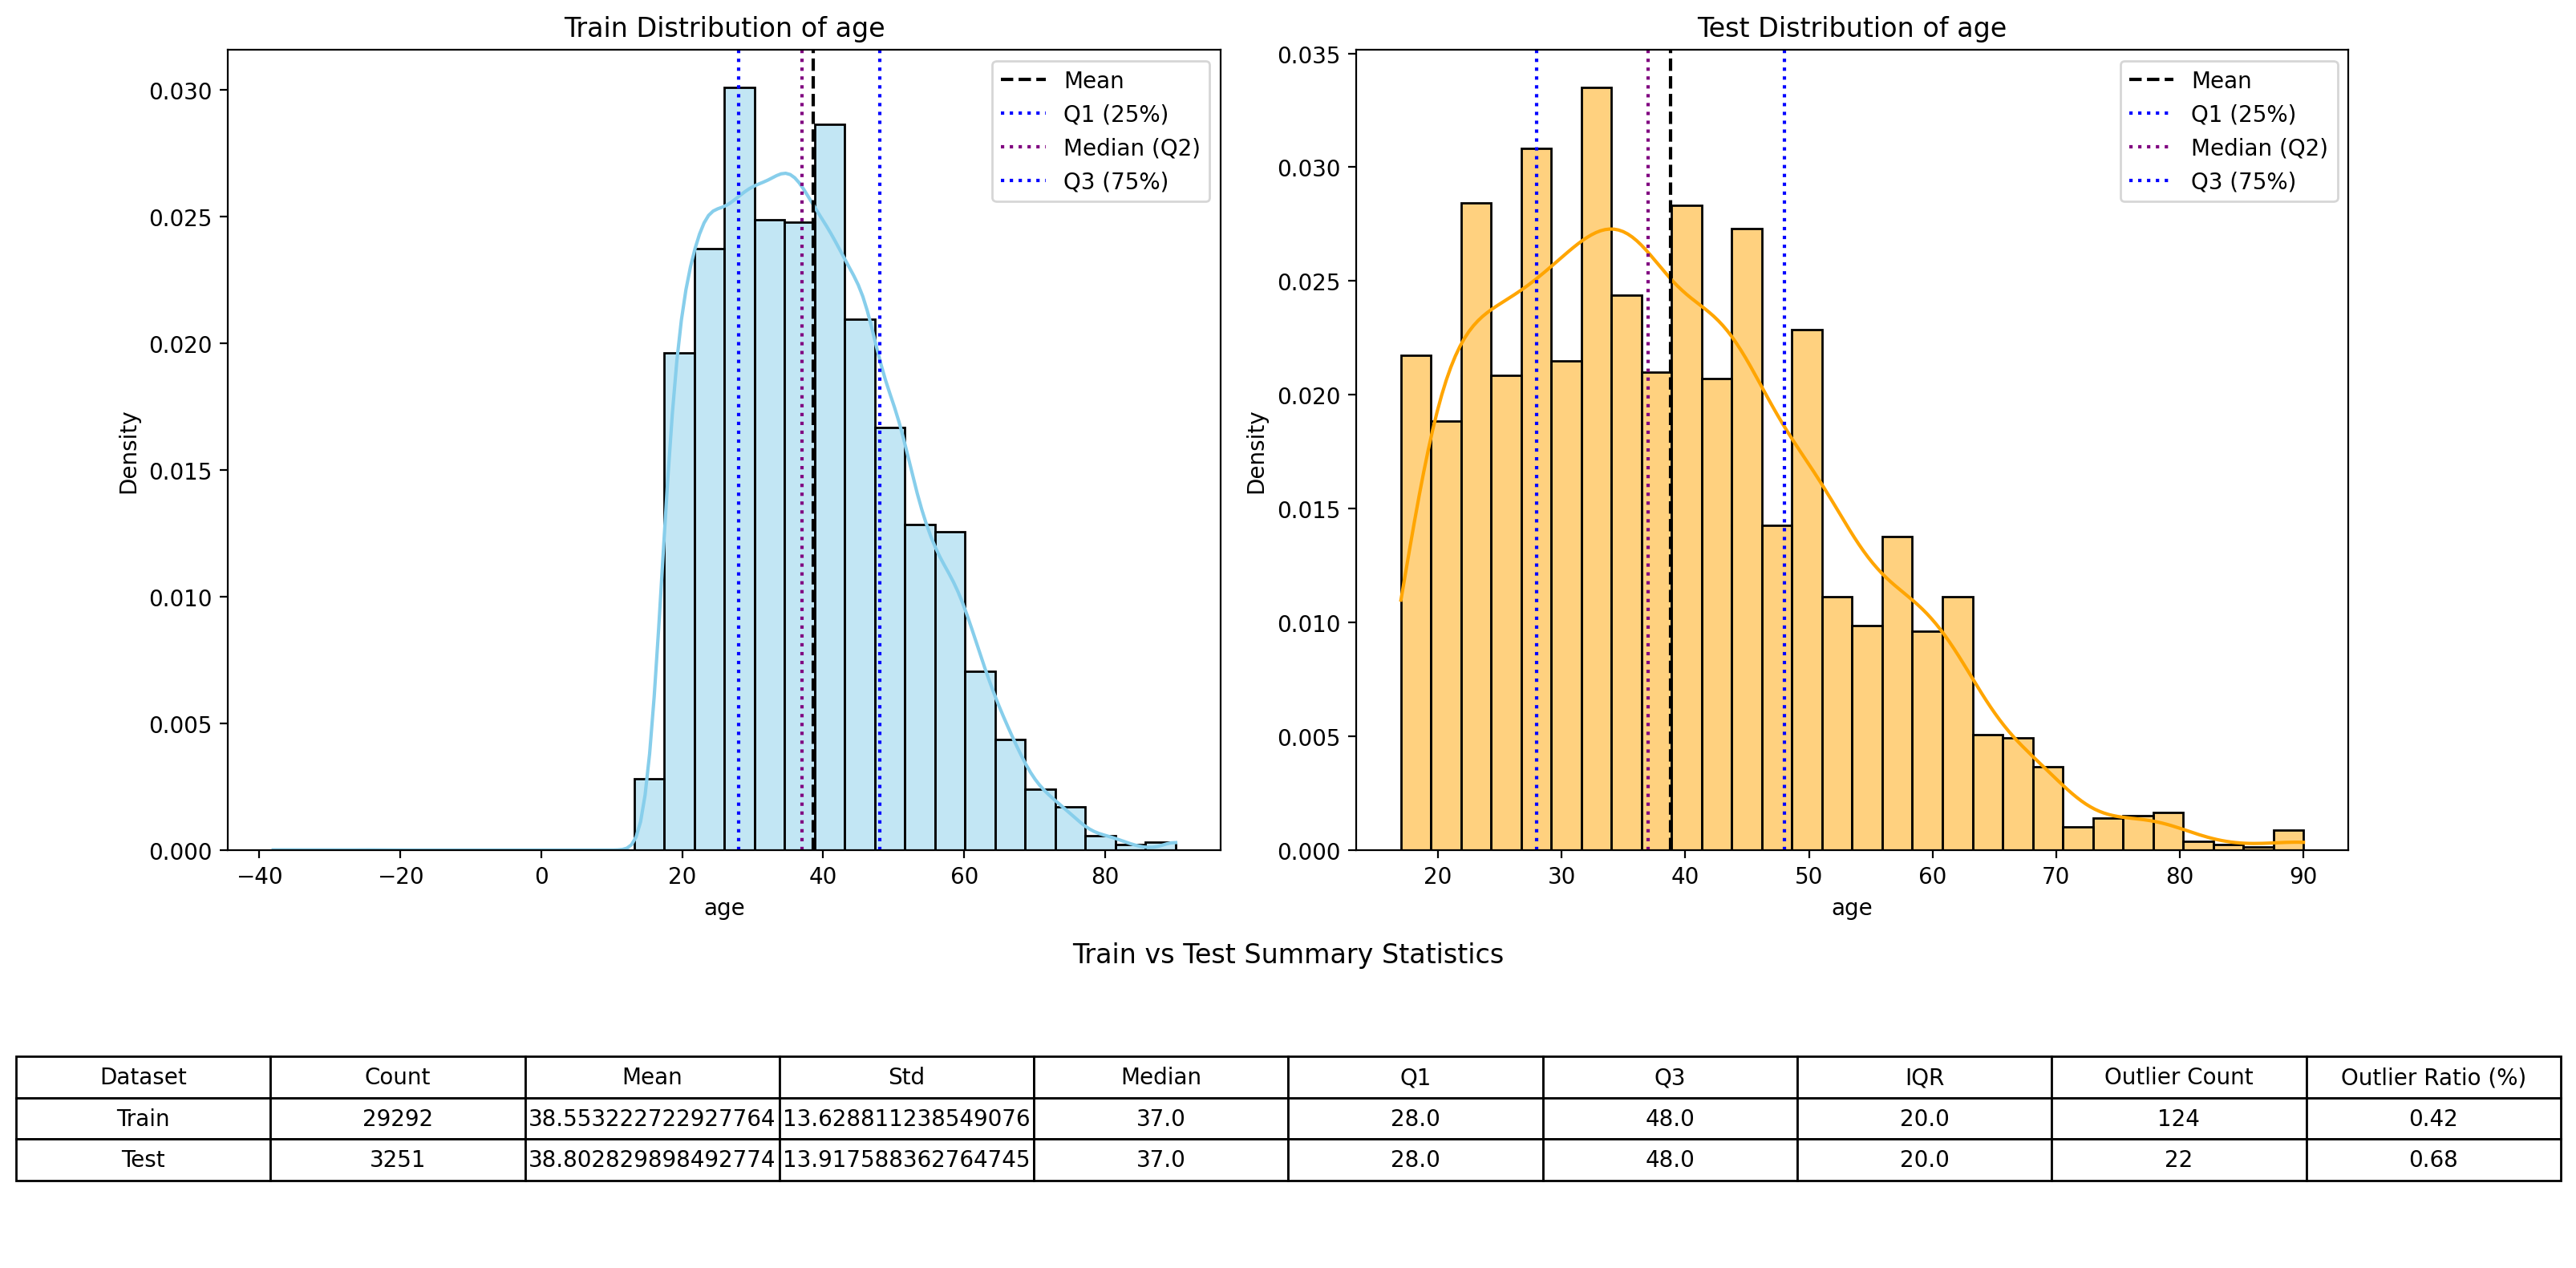 Train Distribution of age
Test Distribution of age
Mean
Q1 (25%)
Median (Q2)
Q3 (75%)
Mean
Q1 (25%)
Median (Q2)
Q3 (75%)
Density
0.030
0.025
0.020
0.015
0.010
0.005
0.000
−40 −20 0 20 40 60 80
age
Density
0.035
0.030
0.025
0.020
0.015
0.010
0.005
0.000
20 30 40 50 60 70 80 90
age
Train vs Test Summary Statistics
Dataset Count Mean Std Median Q1 Q3 IQR Outlier Count Outlier Ratio (%)
Train 29292 38.553222722927764 13.628811238549076 37.0 28.0 48.0 20.0 124 0.42
Test 3251 38.802829898492774 13.917588362764745 37.0 28.0 48.0 20.0 22 0.68